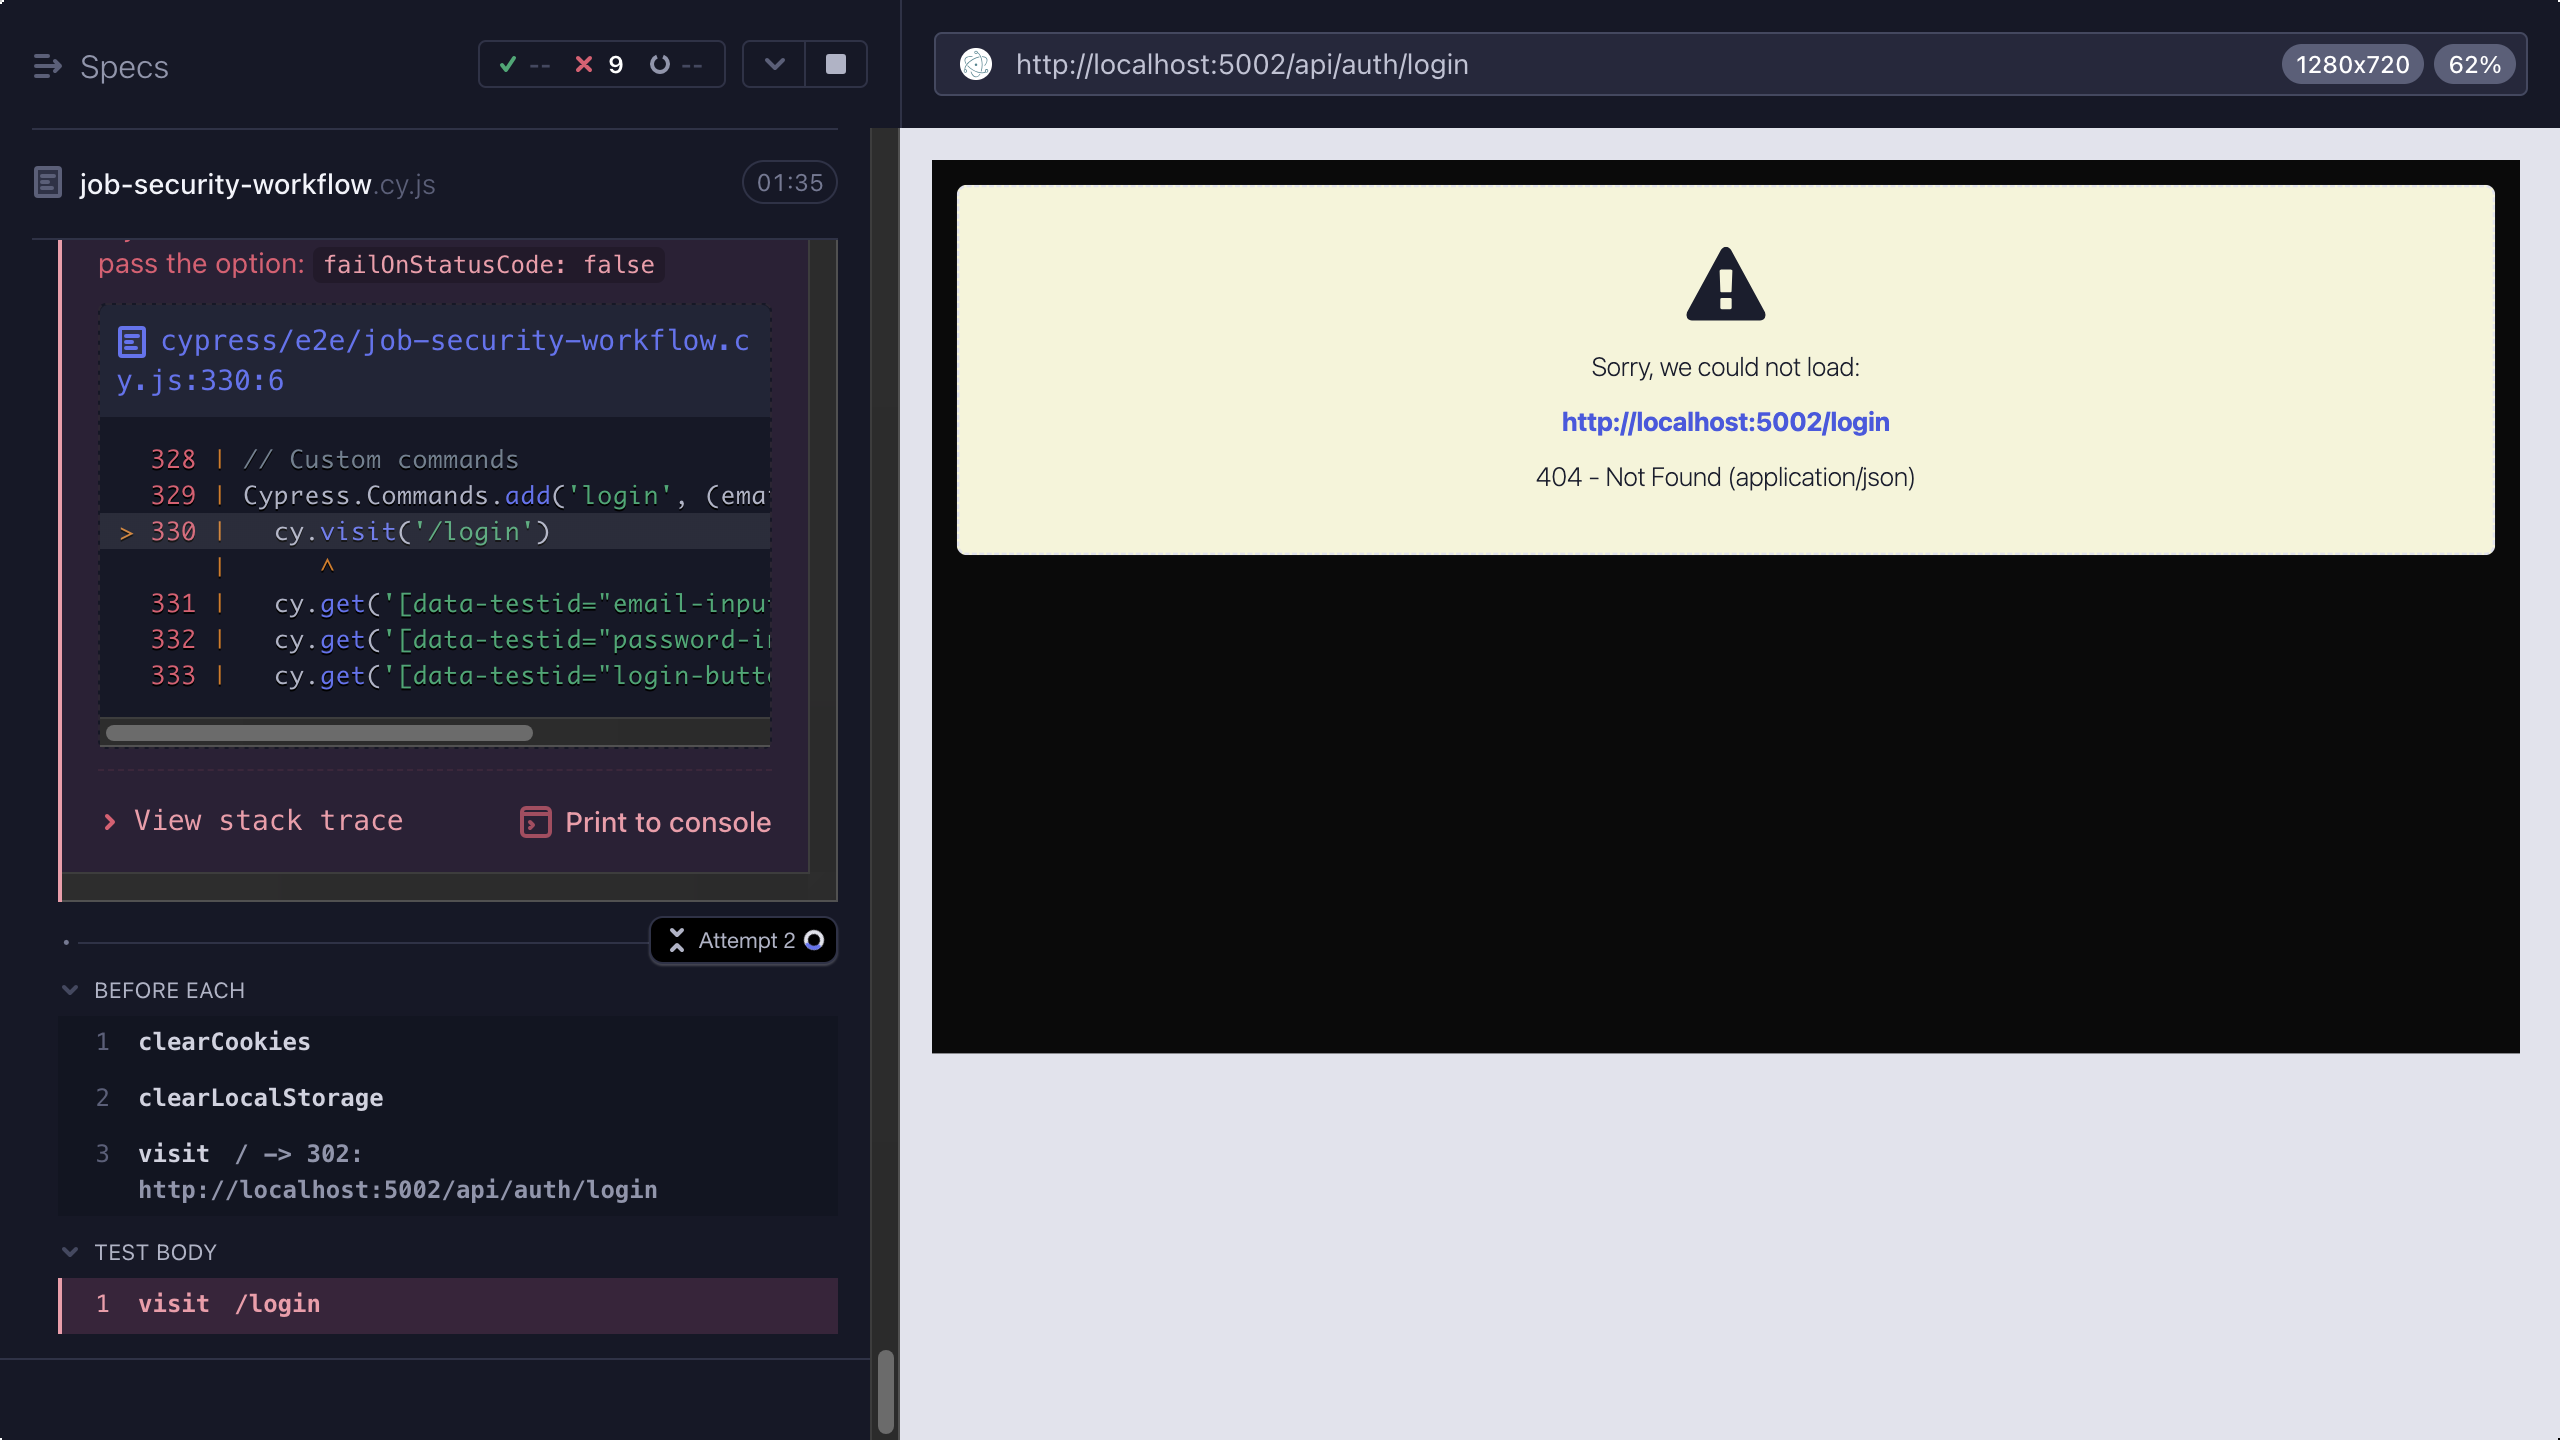 Specs
-- 9 --
http://localhost:5002/api/auth/login
1280x720
62%
job-security-workflow.cy.js
01:35
pass the option: failOnStatusCode: false
cypress/e2e/job-security-workflow.c
y.js:330:6
328 | // Custom commands
329 | Cypress.Commands.add('login', (ema
> 330 | cy.visit('/login')
| ^
331 | cy.get('[data-testid="email-inpu
332 | cy.get('[data-testid="password-i
333 | cy.get('[data-testid="login-butt
View stack trace
Print to console
Attempt 2
BEFORE EACH
1 clearCookies
2 clearLocalStorage
3 visit / -> 302:
http://localhost:5002/api/auth/login
TEST BODY
1 visit /login
Sorry, we could not load:
http://localhost:5002/login
404 - Not Found (application/json)